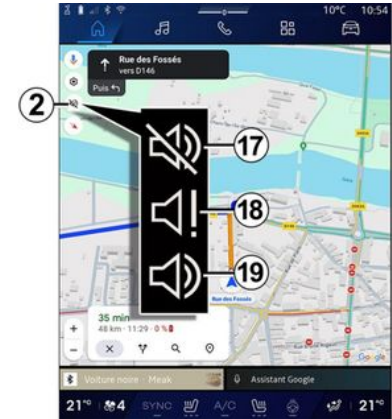 10°C 10:54
Rue des Fossés
vers D146
Puis
2
17
18
19
Rue des Fossés
35 min
48 km · 11:29 · 0 %
Google
Voiture noire · Meak
Assistant Google
21°C 4 SYNC A/C 21°C